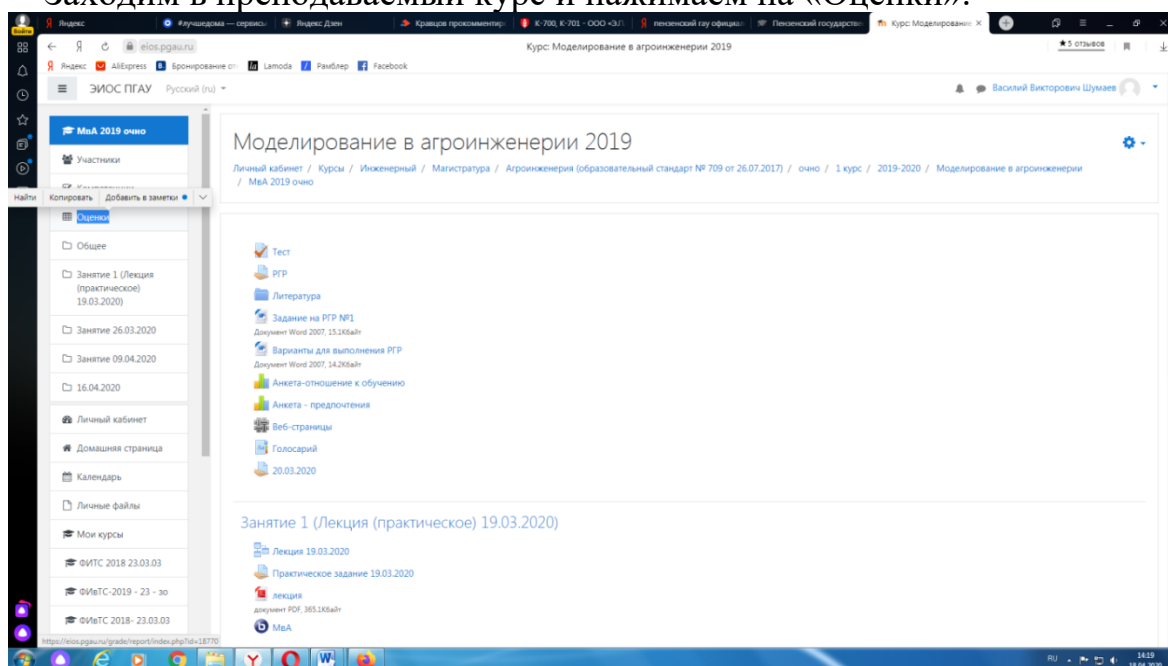 Заходим в преподаваемый курс и нажимаем на «Оценки».
Войти
Яндекс
#лучшедома — сервисы
Яндекс Дзен
Кравцов прокомментир
К-700, К-701 - ООО «З.П
пензенский гау официал
Пензенский государстве
Курс: Моделирование
eios.pgau.ru
Курс: Моделирование в агроинженерии 2019
★5 отзывов
Яндекс
AliExpress
Бронирование от
Lamoda
Рамблер
Facebook
ЭИОС ПГАУ
Русский (ru)
Василий Викторович Шумаев
МвА 2019 очно
Участники
Найти
Копировать
Добавить в заметки
Оценки
Общее
Занятие 1 (Лекция
(практическое)
19.03.2020)
Занятие 26.03.2020
Занятие 09.04.2020
16.04.2020
Личный кабинет
Домашняя страница
Календарь
Личные файлы
Мои курсы
ФИТС 2018 23.03.03
ФИвТС-2019 - 23 - зо
ФИвТС 2018- 23.03.03
https://eios.pgau.ru/grade/report/index.php?id=18770
Моделирование в агроинженерии 2019
Личный кабинет / Курсы / Инженерный / Магистратура / Агроинженерия (образовательный стандарт № 709 от 26.07.2017) / очно / 1 курс / 2019-2020 / Моделирование в агроинженерии
/ МвА 2019 очно
Тест
РГР
Литература
Задание на РГР №1
Документ Word 2007, 15.1Кбайт
Варианты для выполнения РГР
Документ Word 2007, 14.2Кбайт
Анкета-отношение к обучению
Анкета - предпочтения
Веб-страницы
Голосарий
20.03.2020
Занятие 1 (Лекция (практическое) 19.03.2020)
Лекция 19.03.2020
Практическое задание 19.03.2020
лекция
документ PDF, 365.1Кбайт
МвА
RU
14:19
18.04.2020